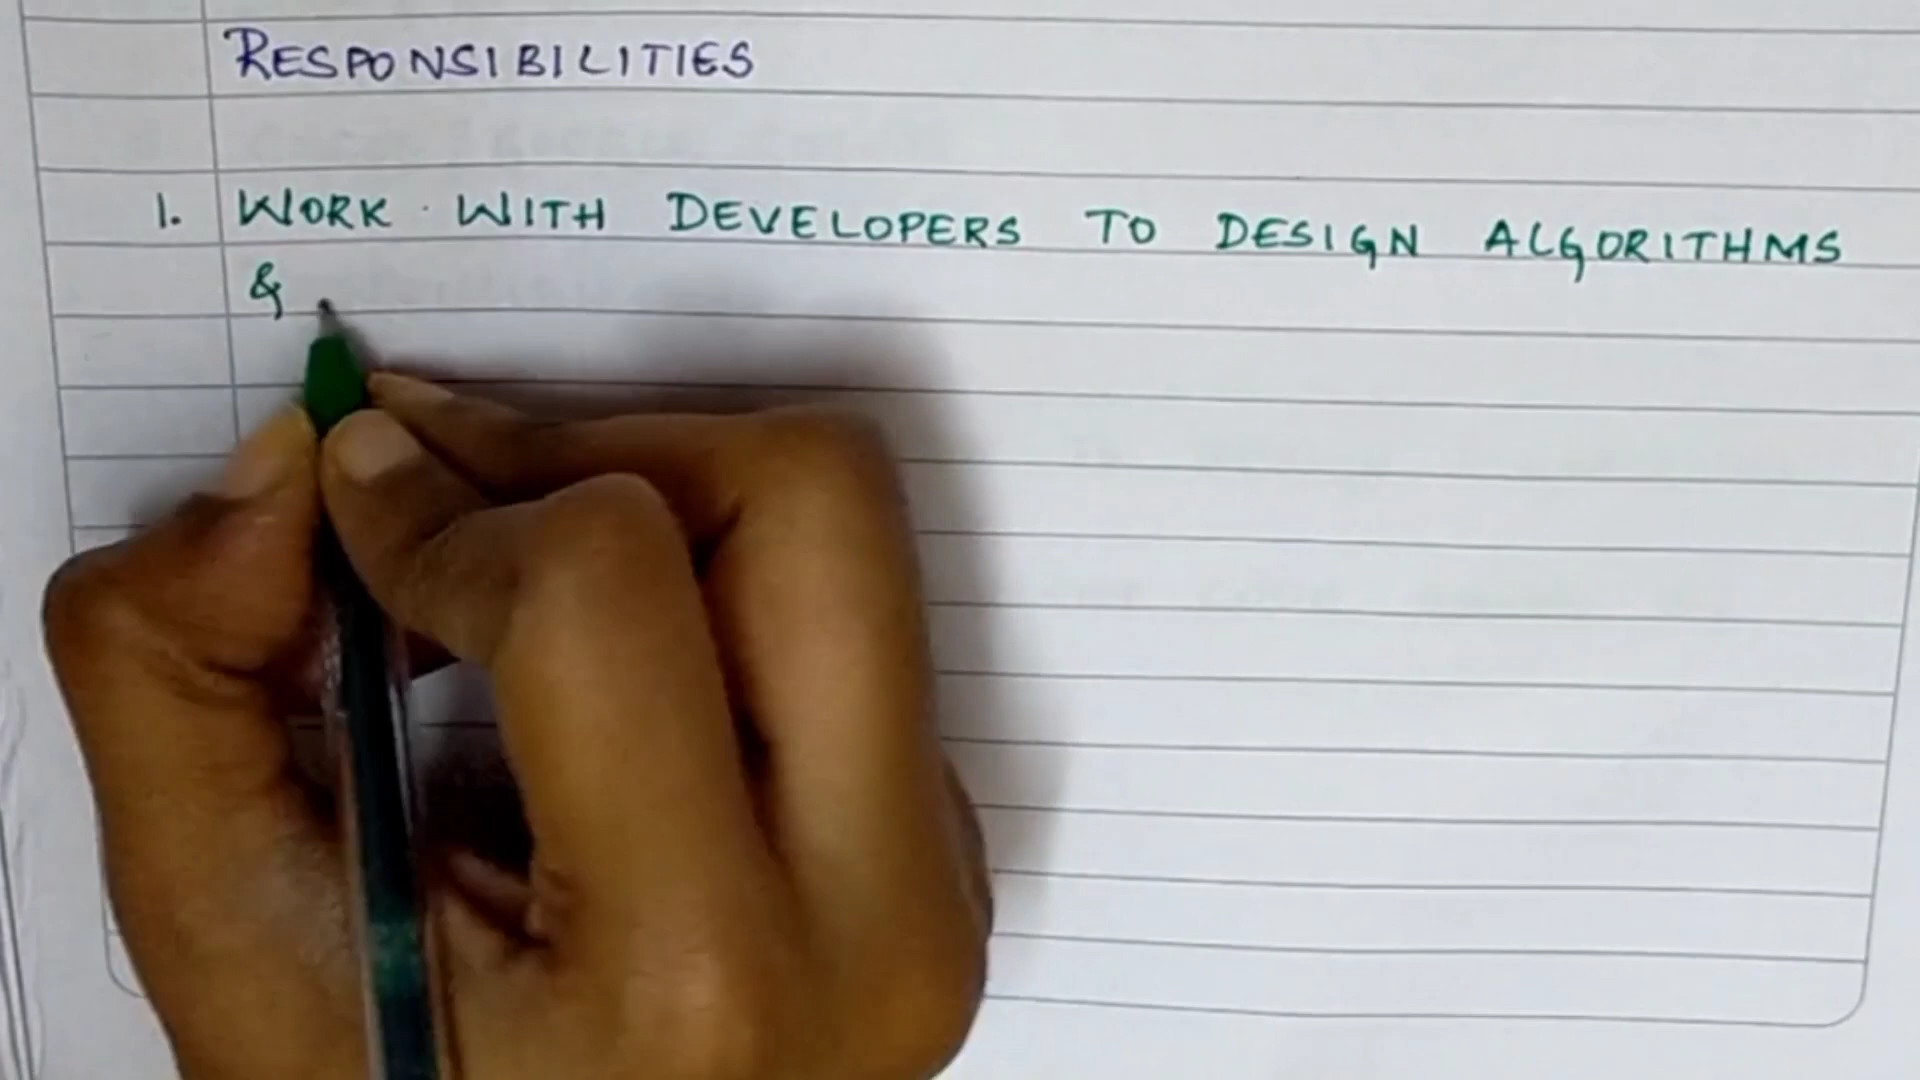 RESPONSIBILITIES
1. WORK WITH DEVELOPERS TO DESIGN ALGORITHMS
&